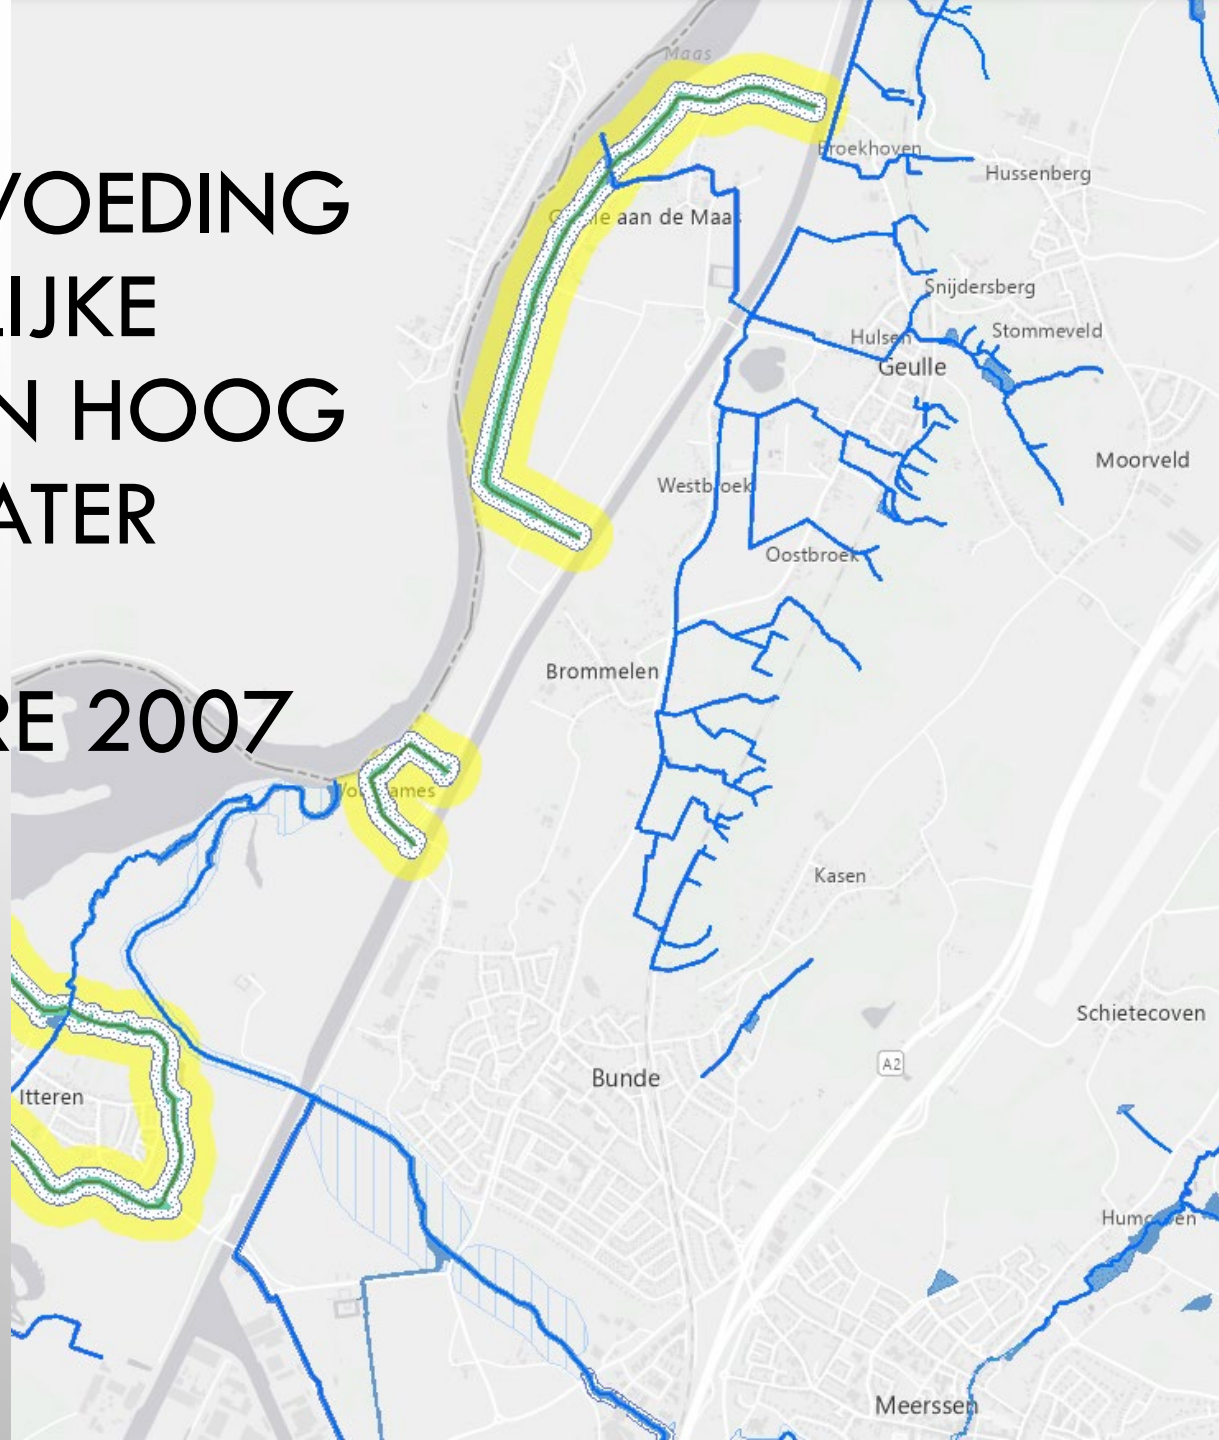 VOEDING
LIJKE
N HOOG
ATER
RE 2007
Maas
Broekhoven
Hussenberg
aan de Maas
Snijdersberg
Hulsen
Stommeveld
Geulle
Moorveld
Westbroek
Oostbroek
Brommelen
Kasen
Schietecoven
A2
Bunde
Itteren
Meerssen